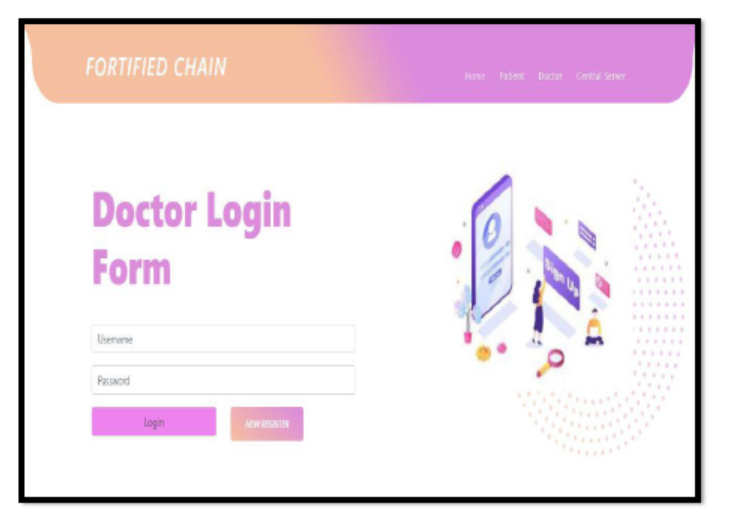 FORTIFIED CHAIN
Home Patient Doctor Central Server
Doctor Login
Form
Sign Up
Username
Password
Login NEW REGISTER